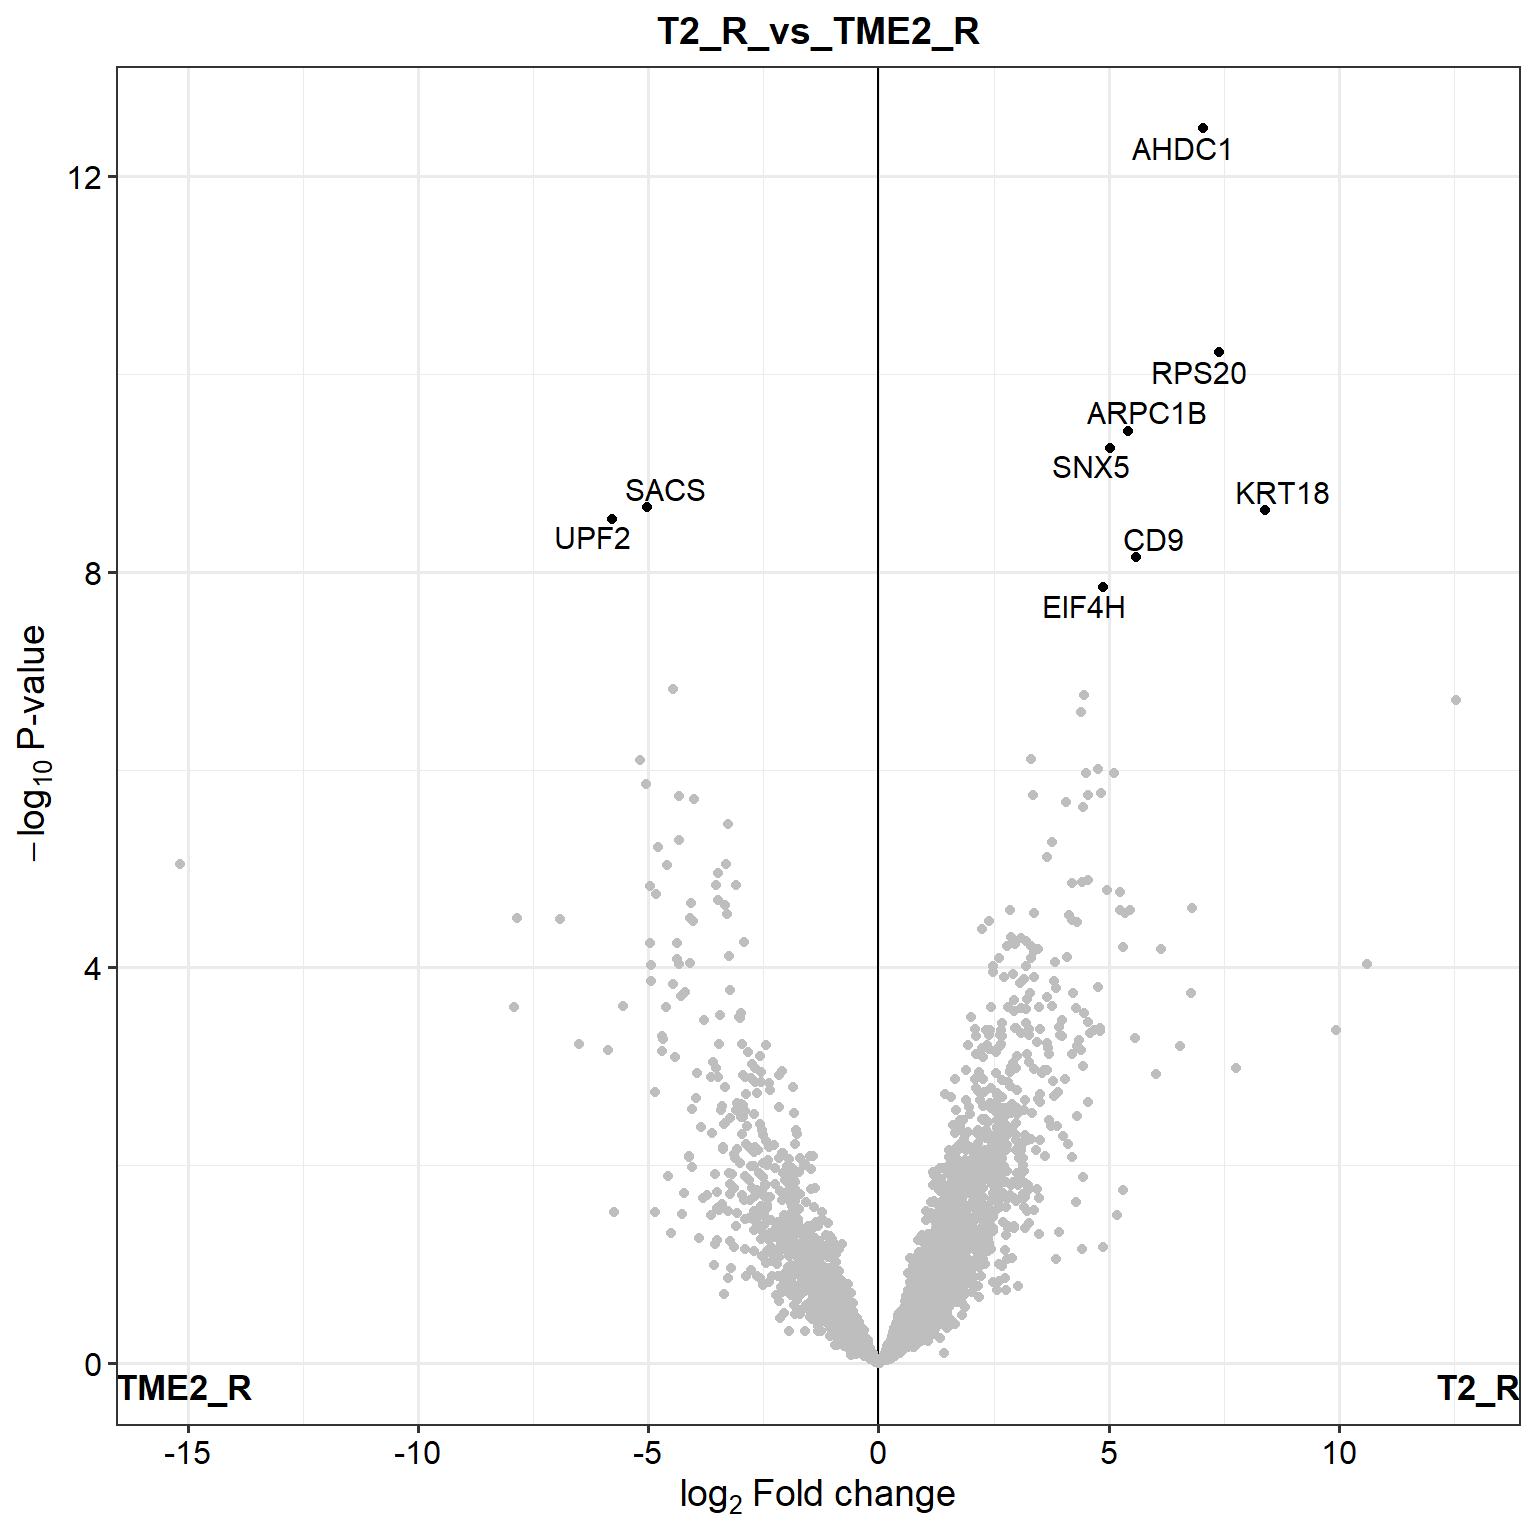 T2_R_vs_TME2_R
AHDC1
12
RPS20
ARPC1B
SNX5
SACS
KRT18
UPF2
CD9
8
EIF4H
−log10 P-value
4
0
TME2_R
T2_R
-15 -10 -5 0 5 10
log2 Fold change